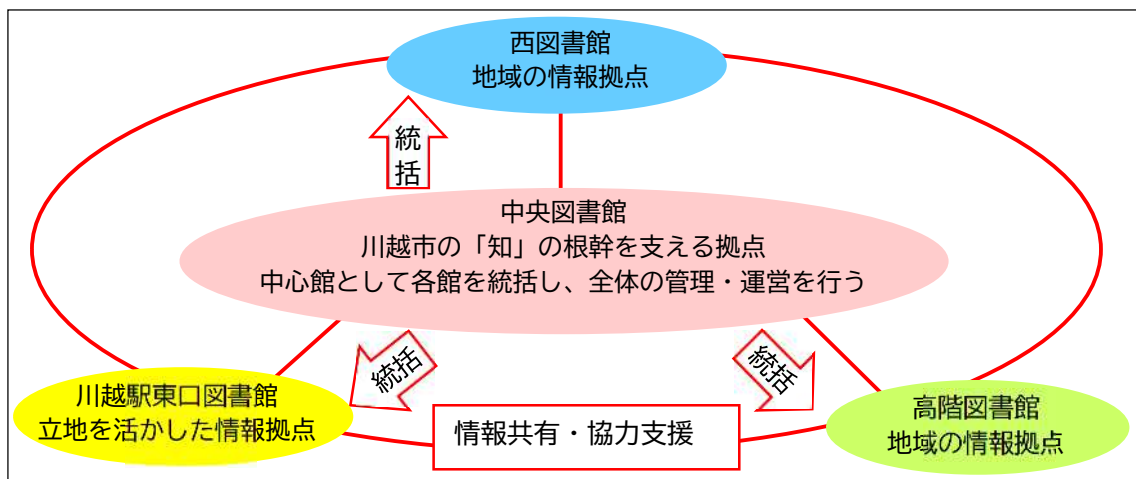 西図書館
地域の情報拠点
統
括
中央図書館
川越市の「知」の根幹を支える拠点
中心館として各館を統括し、全体の管理・運営を行う
統括
統括
川越駅東口図書館
立地を活かした情報拠点
情報共有・協力支援
高階図書館
地域の情報拠点